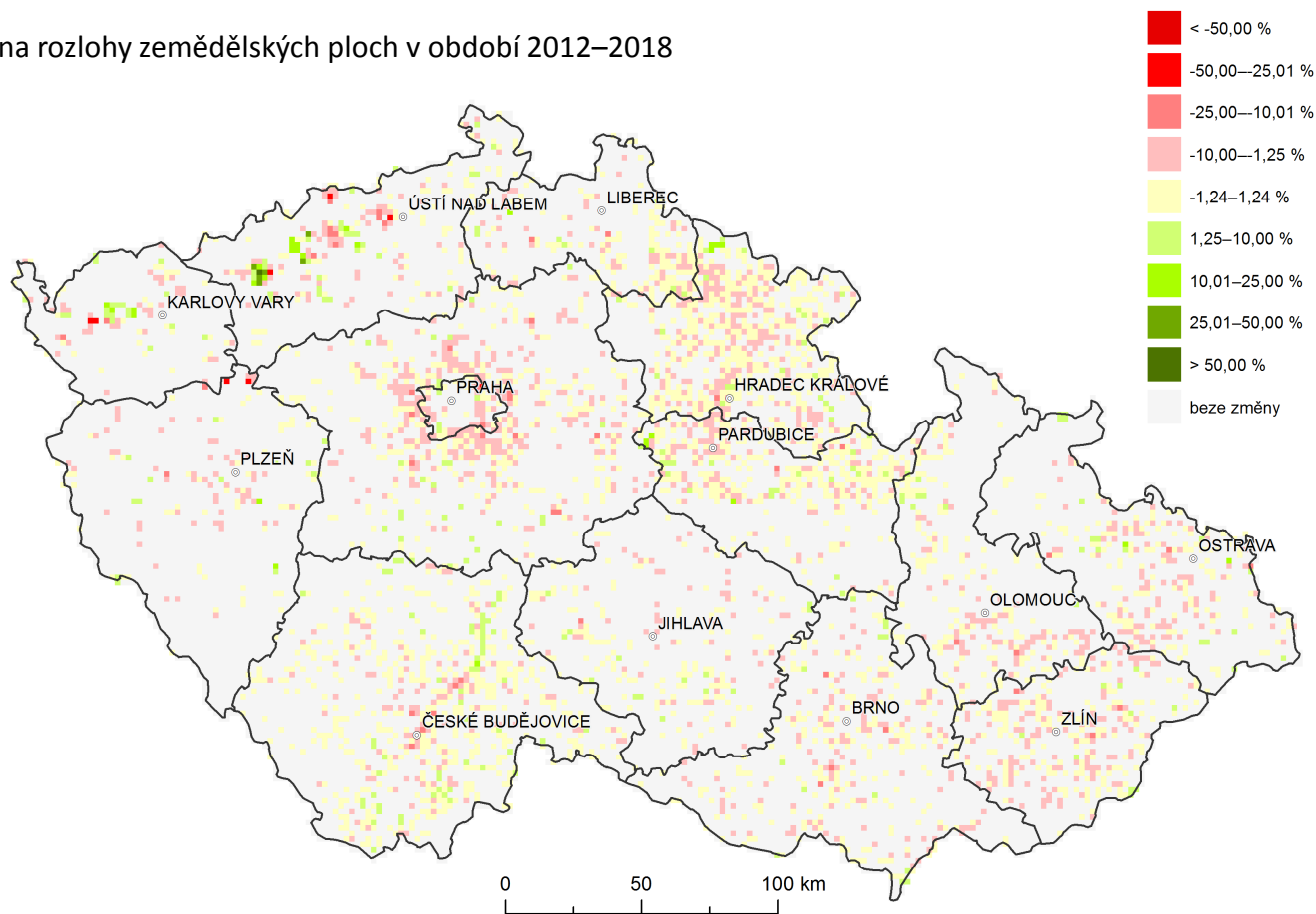 na rozlohy zemědělských ploch v období 2012–2018
< -50,00 %
-50,00–-25,01 %
-25,00–-10,01 %
-10,00–-1,25 %
-1,24–1,24 %
1,25–10,00 %
10,01–25,00 %
25,01–50,00 %
> 50,00 %
beze změny
ÚSTÍ NAD LABEM
LIBEREC
KARLOVY VARY
PRAHA
HRADEC KRÁLOVÉ
PARDUBICE
PLZEŇ
OSTRAVA
OLOMOUC
JIHLAVA
BRNO
ZLÍN
ČESKÉ BUDĚJOVICE
0 50 100 km